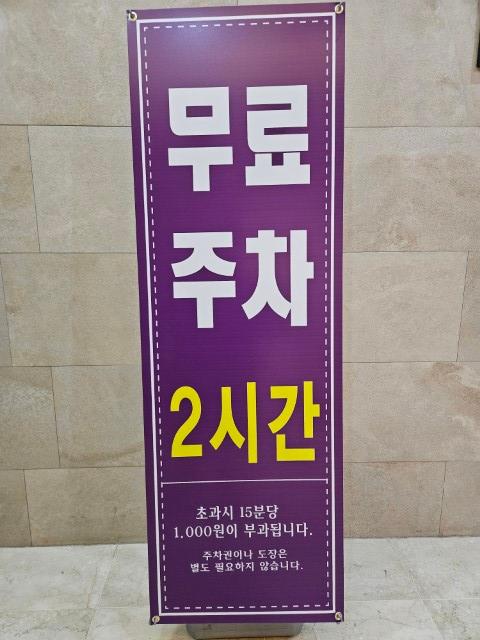 무료
주차
2시간
초과시 15분당
1.000원이 부과됩니다.
주차권이나 도장은
별도 필요하지 않습니다.